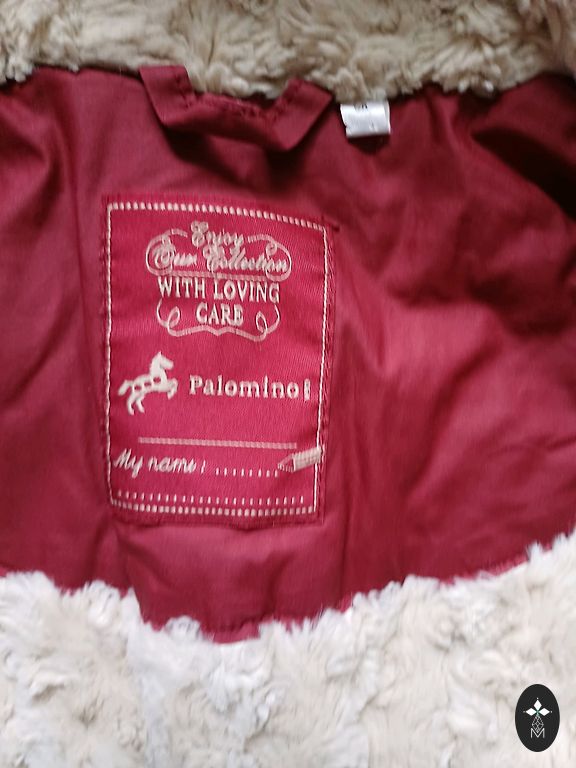 Enjoy
Our Collection
WITH LOVING
CARE
Palomino
My name:
M